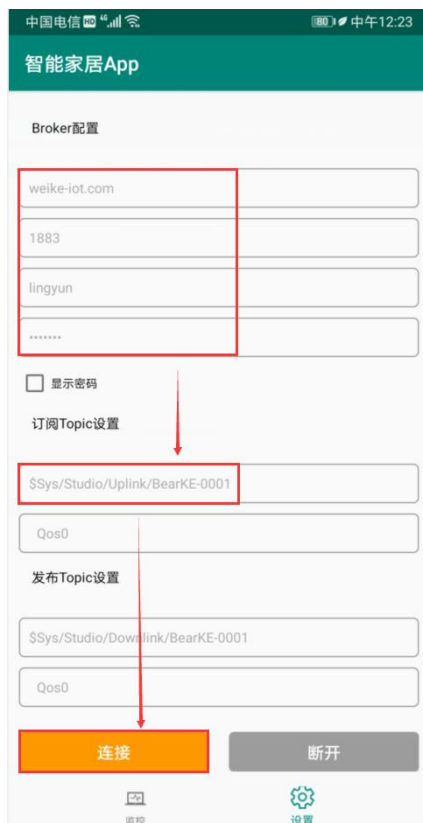 中国电信 HD 4G 80 中午12:23
智能家居App
Broker配置
weike-iot.com
1883
lingyun
•••••••
显示密码
订阅Topic设置
$Sys/Studio/Uplink/BearKE-0001
Qos0
发布Topic设置
$Sys/Studio/Downlink/BearKE-0001
Qos0
连接 断开
监控 设置